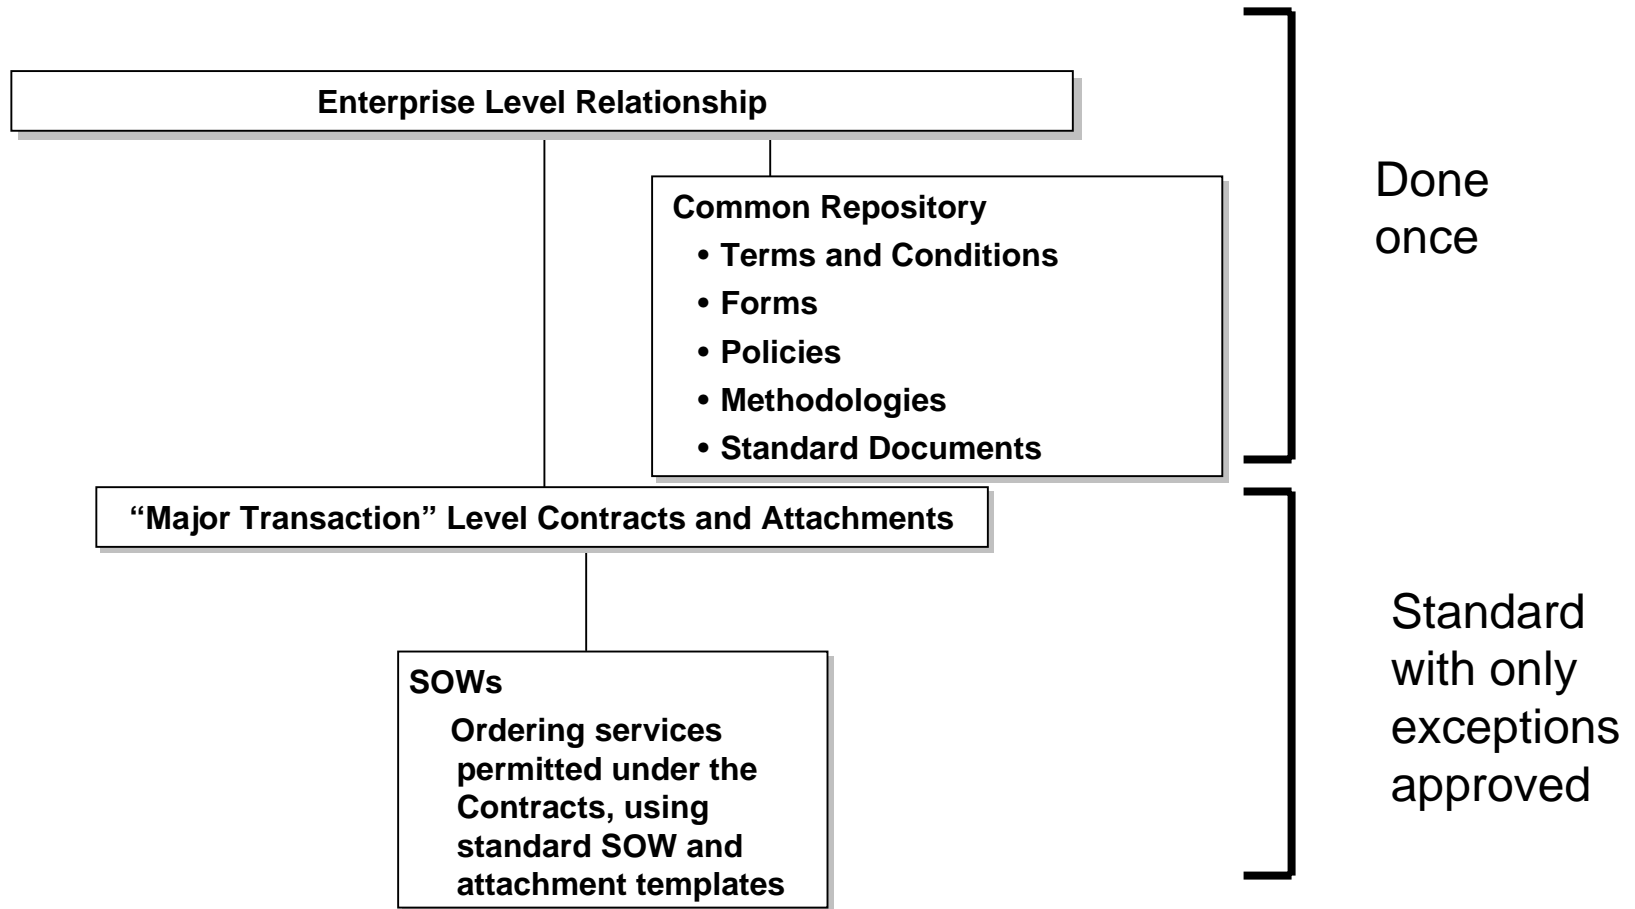 Enterprise Level Relationship
Common Repository
• Terms and Conditions
• Forms
• Policies
• Methodologies
• Standard Documents
Done
once
“Major Transaction” Level Contracts and Attachments
SOWs
Ordering services
permitted under the
Contracts, using
standard SOW and
attachment templates
Standard
with only
exceptions
approved